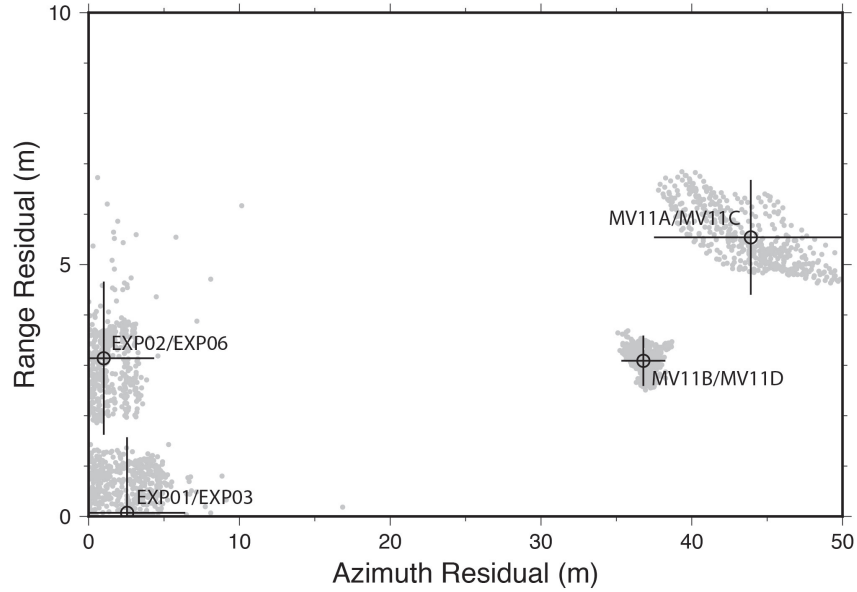 10
MV11A/MV11C
Range Residual (m)
5
EXP02/EXP06
MV11B/MV11D
EXP01/EXP03
0
0 10 20 30 40 50
Azimuth Residual (m)